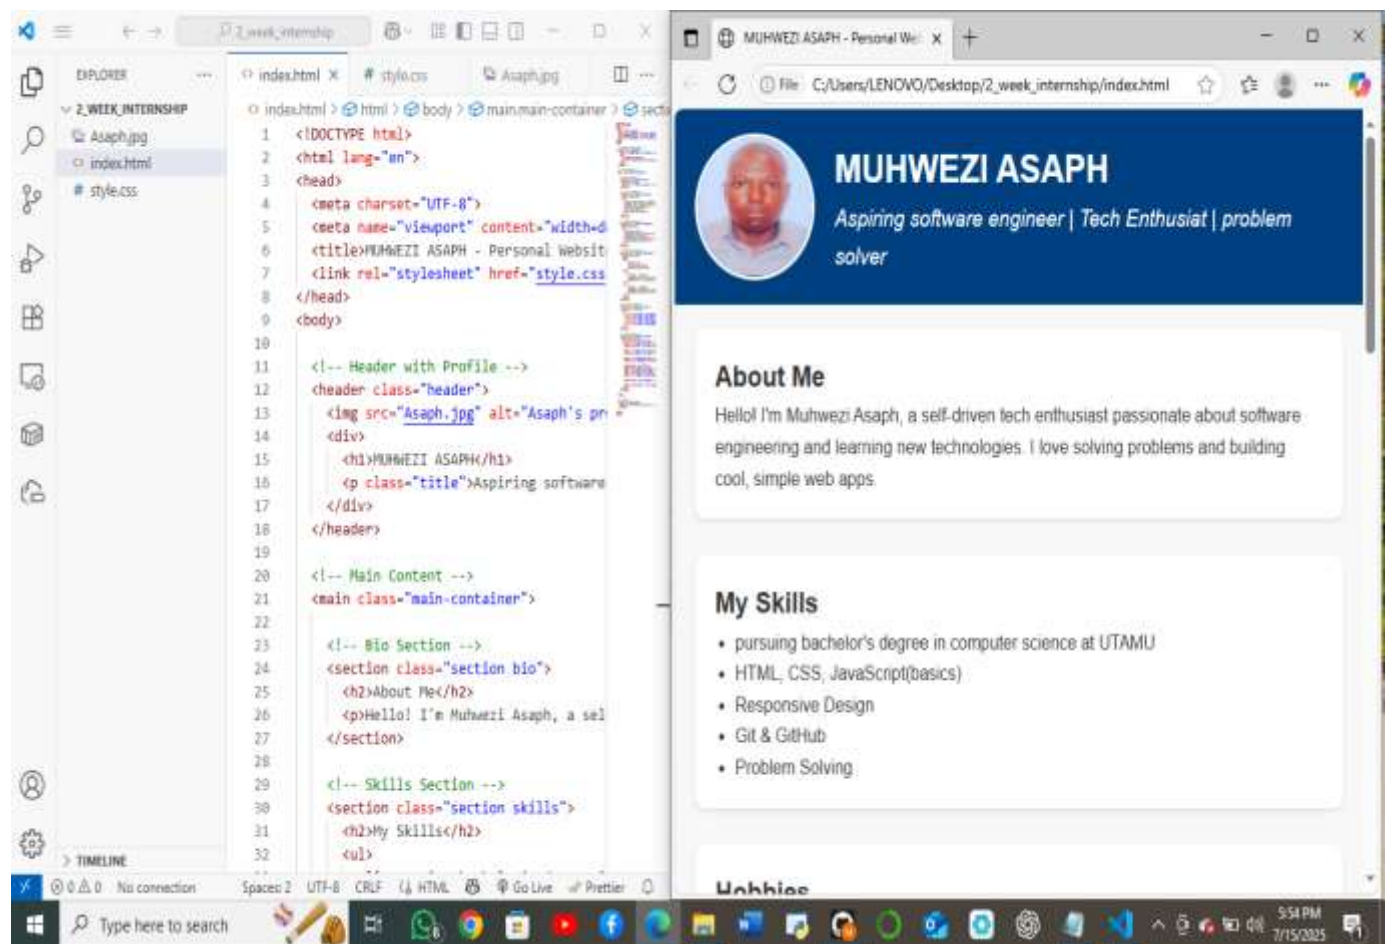 2_week_internship
EXPLORER
2_WEEK_INTERNSHIP
Asaph.jpg
index.html
# style.css
TIMELINE
index.html
# style.css
Asaph.jpg
index.html > html > body > main.main-container >
1 <!DOCTYPE html>
2 <html lang="en">
3 <head>
4 <meta charset="UTF-8">
5 <meta name="viewport" content="width=d
6 <title>MUHWEZI ASAPH - Personal Websit
7 <link rel="stylesheet" href="style.css
8 </head>
9 <body>
10
11 <!-- Header with Profile -->
12 <header class="header">
13 <img src="Asaph.jpg" alt="Asaph's pr
14 <div>
15 <h1>MUHWEZI ASAPH</h1>
16 <p class="title">Aspiring software
17 </div>
18 </header>
19
20 <!-- Main Content -->
21 <main class="main-container">
22
23 <!-- Bio Section -->
24 <section class="section bio">
25 <h2>About Me</h2>
26 <p>Hello! I'm Muhwezi Asaph, a sel
27 </section>
28
29 <!-- Skills Section -->
30 <section class="section skills">
31 <h2>My Skills</h2>
32 <ul>
0 0 No connection Spaces: 2 UTF-8 CRLF HTML Go Live Prettier
MUHWEZI ASAPH - Personal We
File C:/Users/LENOVO/Desktop/2_week_internship/index.html
MUHWEZI ASAPH
Aspiring software engineer | Tech Enthusiat | problem
solver
About Me
Hello! I'm Muhwezi Asaph, a self-driven tech enthusiast passionate about software
engineering and learning new technologies. I love solving problems and building
cool, simple web apps.
My Skills
• pursuing bachelor's degree in computer science at UTAMU
• HTML, CSS, JavaScript(basics)
• Responsive Design
• Git & GitHub
• Problem Solving
Hobbies
Type here to search
5:54 PM
7/15/2025